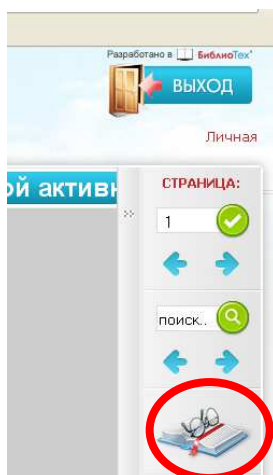 Разработано в БиблиоТех
ВЫХОД
Личная
ой активн
СТРАНИЦА:
»
1
поиск..